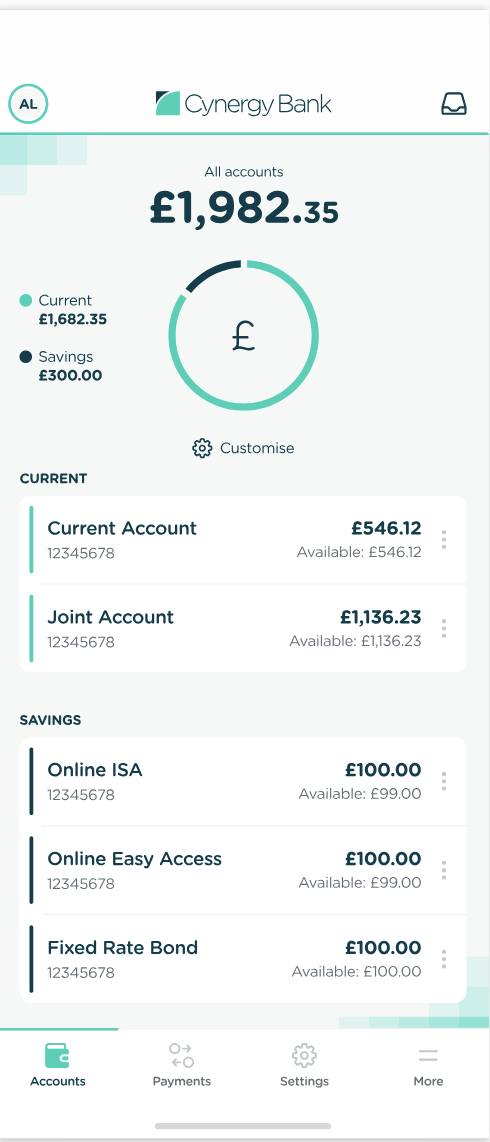 AL
Cynergy Bank
All accounts
£1,982.35
Current
£1,682.35
Savings
£300.00
£
Customise
CURRENT
Current Account
£546.12
12345678
Available: £546.12
Joint Account
£1,136.23
12345678
Available: £1,136.23
SAVINGS
Online ISA
£100.00
12345678
Available: £99.00
Online Easy Access
£100.00
12345678
Available: £99.00
Fixed Rate Bond
£100.00
12345678
Available: £100.00
Accounts
Payments
Settings
More